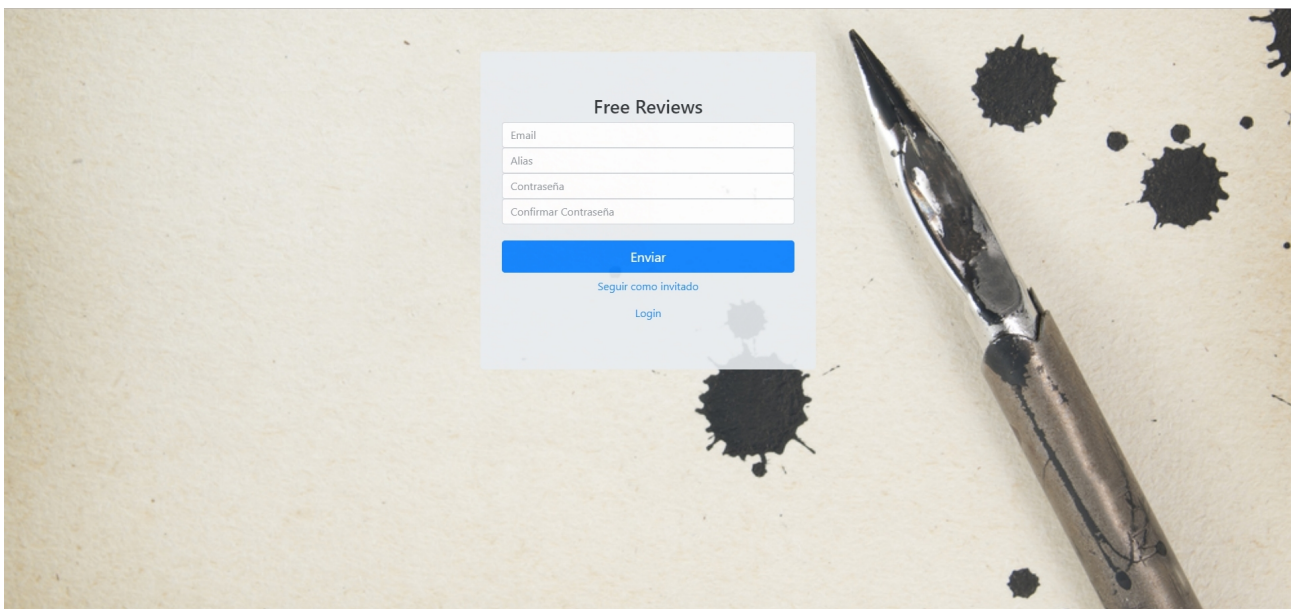 Free Reviews
Email
Alias
Contraseña
Confirmar Contraseña
Enviar
Seguir como invitado
Login